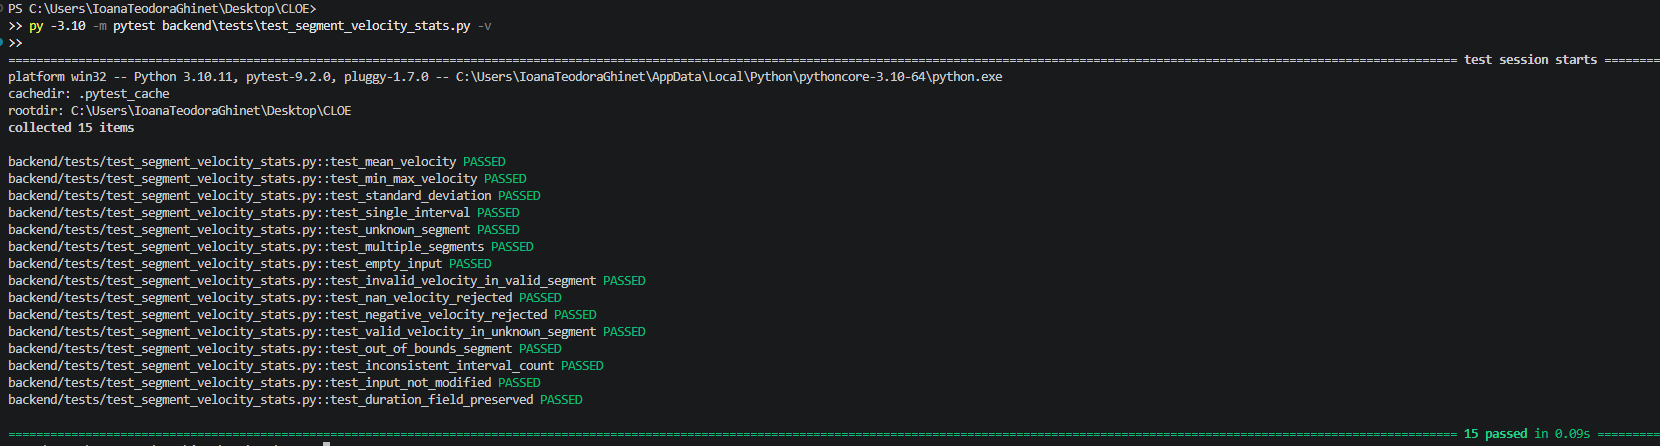 PS C:\Users\IoanaTeodoraGhinet\Desktop\CLOE>
>> py -3.10 -m pytest backend\tests\test_segment_velocity_stats.py -v
>>
test session starts
platform win32 -- Python 3.10.11, pytest-9.2.0, pluggy-1.7.0 -- C:\Users\IoanaTeodoraGhinet\AppData\Local\Python\pythoncore-3.10-64\python.exe
cachedir: .pytest_cache
rootdir: C:\Users\IoanaTeodoraGhinet\Desktop\CLOE
collected 15 items
backend/tests/test_segment_velocity_stats.py::test_mean_velocity PASSED
backend/tests/test_segment_velocity_stats.py::test_min_max_velocity PASSED
backend/tests/test_segment_velocity_stats.py::test_standard_deviation PASSED
backend/tests/test_segment_velocity_stats.py::test_single_interval PASSED
backend/tests/test_segment_velocity_stats.py::test_unknown_segment PASSED
backend/tests/test_segment_velocity_stats.py::test_multiple_segments PASSED
backend/tests/test_segment_velocity_stats.py::test_empty_input PASSED
backend/tests/test_segment_velocity_stats.py::test_invalid_velocity_in_valid_segment PASSED
backend/tests/test_segment_velocity_stats.py::test_nan_velocity_rejected PASSED
backend/tests/test_segment_velocity_stats.py::test_negative_velocity_rejected PASSED
backend/tests/test_segment_velocity_stats.py::test_valid_velocity_in_unknown_segment PASSED
backend/tests/test_segment_velocity_stats.py::test_out_of_bounds_segment PASSED
backend/tests/test_segment_velocity_stats.py::test_inconsistent_interval_count PASSED
backend/tests/test_segment_velocity_stats.py::test_input_not_modified PASSED
backend/tests/test_segment_velocity_stats.py::test_duration_field_preserved PASSED
15 passed in 0.09s